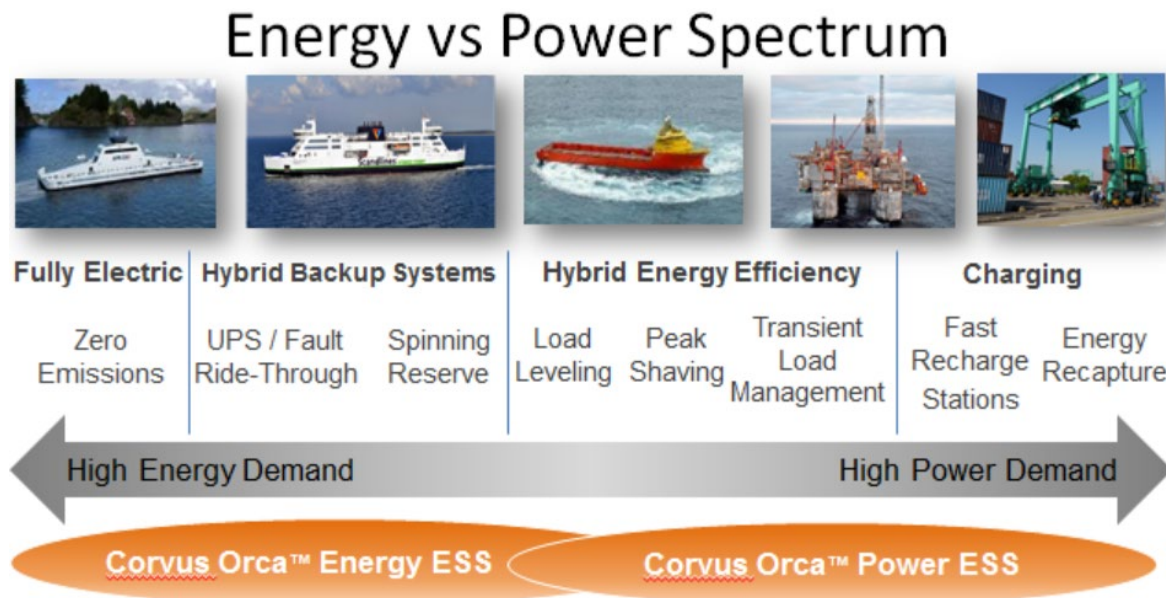 Energy vs Power Spectrum
Scandlines
Fully Electric
Zero
Emissions
Hybrid Backup Systems
UPS / Fault
Ride-Through
Spinning
Reserve
Hybrid Energy Efficiency
Load
Leveling
Peak
Shaving
Transient
Load
Management
Charging
Fast
Recharge
Stations
Energy
Recapture
High Energy Demand
High Power Demand
Corvus Orca™ Energy ESS
Corvus Orca™ Power ESS